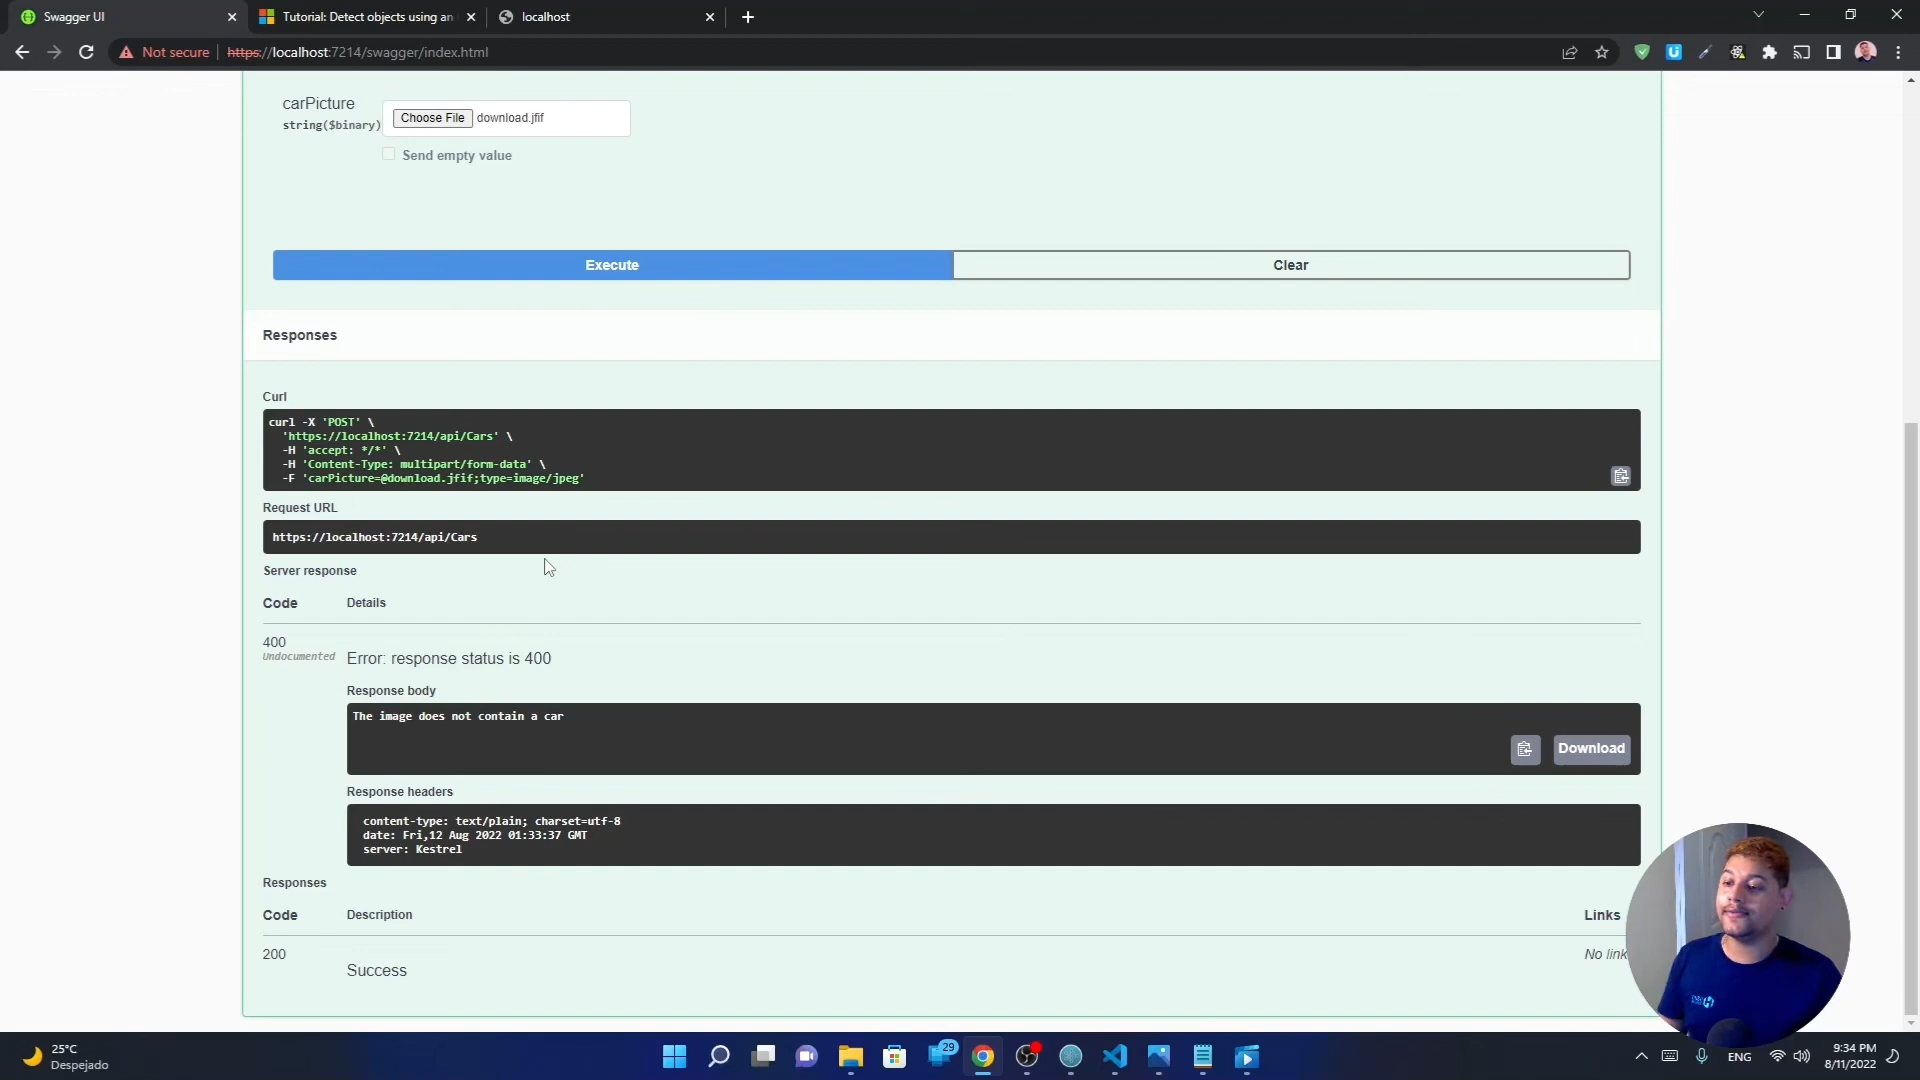 Swagger UI
Tutorial: Detect objects using an
localhost
Not secure
https://localhost:7214/swagger/index.html
carPicture
string($binary)
Choose File download.jfif
Send empty value
Execute
Clear
Responses
Curl
curl -X 'POST' \
'https://localhost:7214/api/Cars' \
-H 'accept: */*' \
-H 'Content-Type: multipart/form-data' \
-F 'carPicture=@download.jfif;type=image/jpeg'
Request URL
https://localhost:7214/api/Cars
Server response
Code Details
400
Undocumented
Error: response status is 400
Response body
The image does not contain a car
Download
Response headers
content-type: text/plain; charset=utf-8
date: Fri,12 Aug 2022 01:33:37 GMT
server: Kestrel
Responses
Code Description Links
200
Success
No link
25°C
Despejado
29
ENG
9:34 PM
8/11/2022